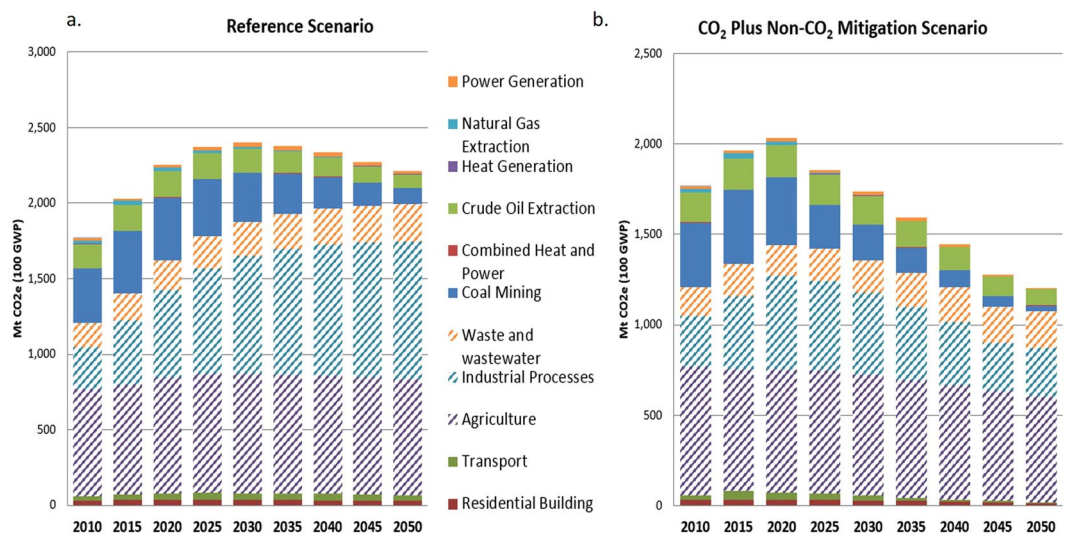 a.
Reference Scenario
3,000
2,500
2,000
1,500
1,000
500
0
Mt CO2e (100 GWP)
2010 2015 2020 2025 2030 2035 2040 2045 2050
Power Generation
Natural Gas
Extraction
Heat Generation
Crude Oil Extraction
Combined Heat and
Power
Coal Mining
Waste and
wastewater
Industrial Processes
Agriculture
Transport
Residential Building
b.
CO₂ Plus Non-CO₂ Mitigation Scenario
2,500
2,000
1,500
1,000
500
0
Mt CO2e (100 GWP)
2010 2015 2020 2025 2030 2035 2040 2045 2050